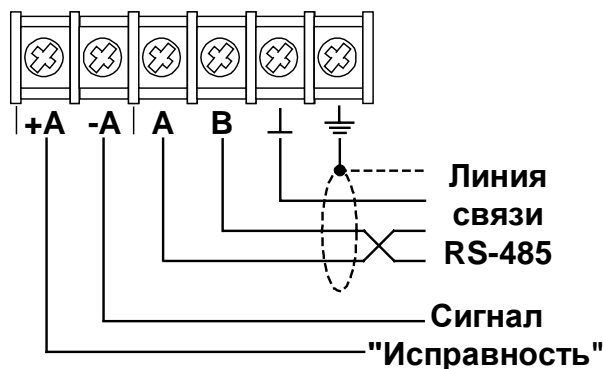 +A -A A B ⊥
Линия
связи
RS-485
Сигнал
"Исправность"